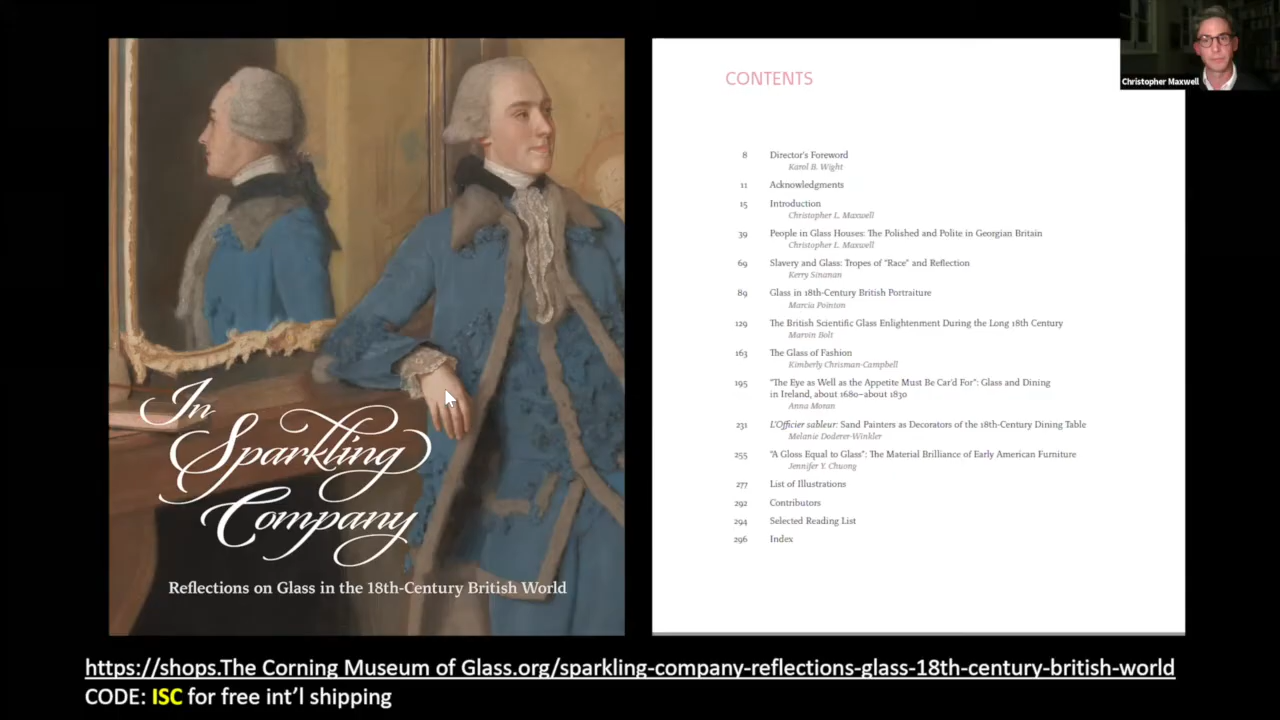 In
Sparkling
Company
Reflections on Glass in the 18th-Century British World
CONTENTS
8 Director's Foreword
Karol B. Wight
11 Acknowledgments
15 Introduction
Christopher L. Maxwell
39 People in Glass Houses: The Polished and Polite in Georgian Britain
Christopher L. Maxwell
69 Slavery and Glass: Tropes of "Race" and Reflection
Kerry Sinanan
89 Glass in 18th-Century British Portraiture
Marcia Pointon
129 The British Scientific Glass Enlightenment During the Long 18th Century
Marvin Bolt
163 The Glass of Fashion
Kimberly Chrisman-Campbell
195 "The Eye as Well as the Appetite Must Be Car'd For": Glass and Dining
in Ireland, about 1680–about 1830
Anna Moran
231 L'Officier sableur: Sand Painters as Decorators of the 18th-Century Dining Table
Melanie Doderer-Winkler
255 "A Gloss Equal to Glass": The Material Brilliance of Early American Furniture
Jennifer Y. Chuong
277 List of Illustrations
292 Contributors
294 Selected Reading List
296 Index
Christopher Maxwell
https://shops.The Corning Museum of Glass.org/sparkling-company-reflections-glass-18th-century-british-world
CODE: ISC for free int'l shipping